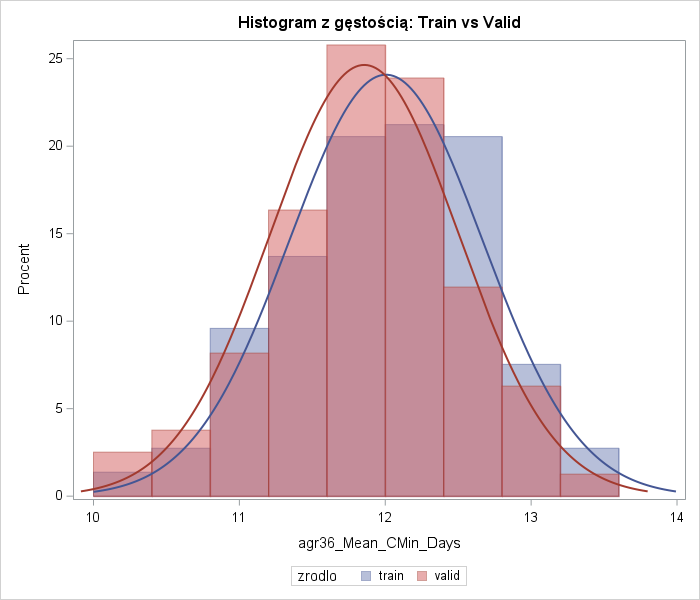 Histogram z gęstością: Train vs Valid
25
20
15
10
5
0
Procent
10 11 12 13 14
agr36_Mean_CMin_Days
zrodlo train valid